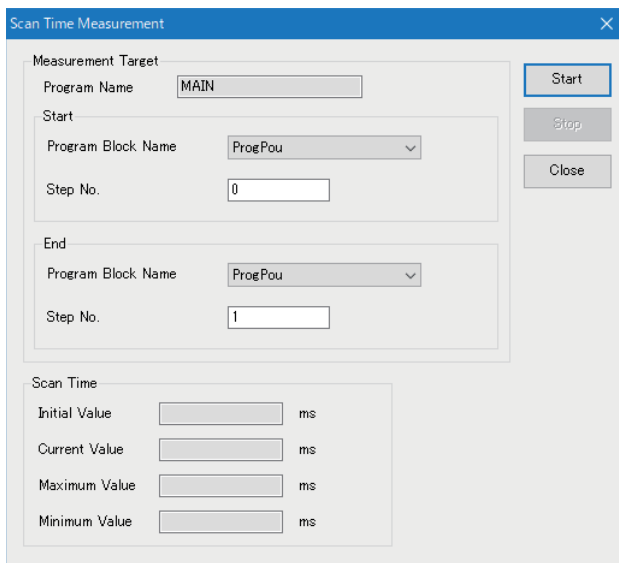 Scan Time Measurement
Measurement Target
Program Name MAIN
Start
Start
Program Block Name ProgPou
Stop
Step No. 0
Close
End
Program Block Name ProgPou
Step No. 1
Scan Time
Initial Value ms
Current Value ms
Maximum Value ms
Minimum Value ms